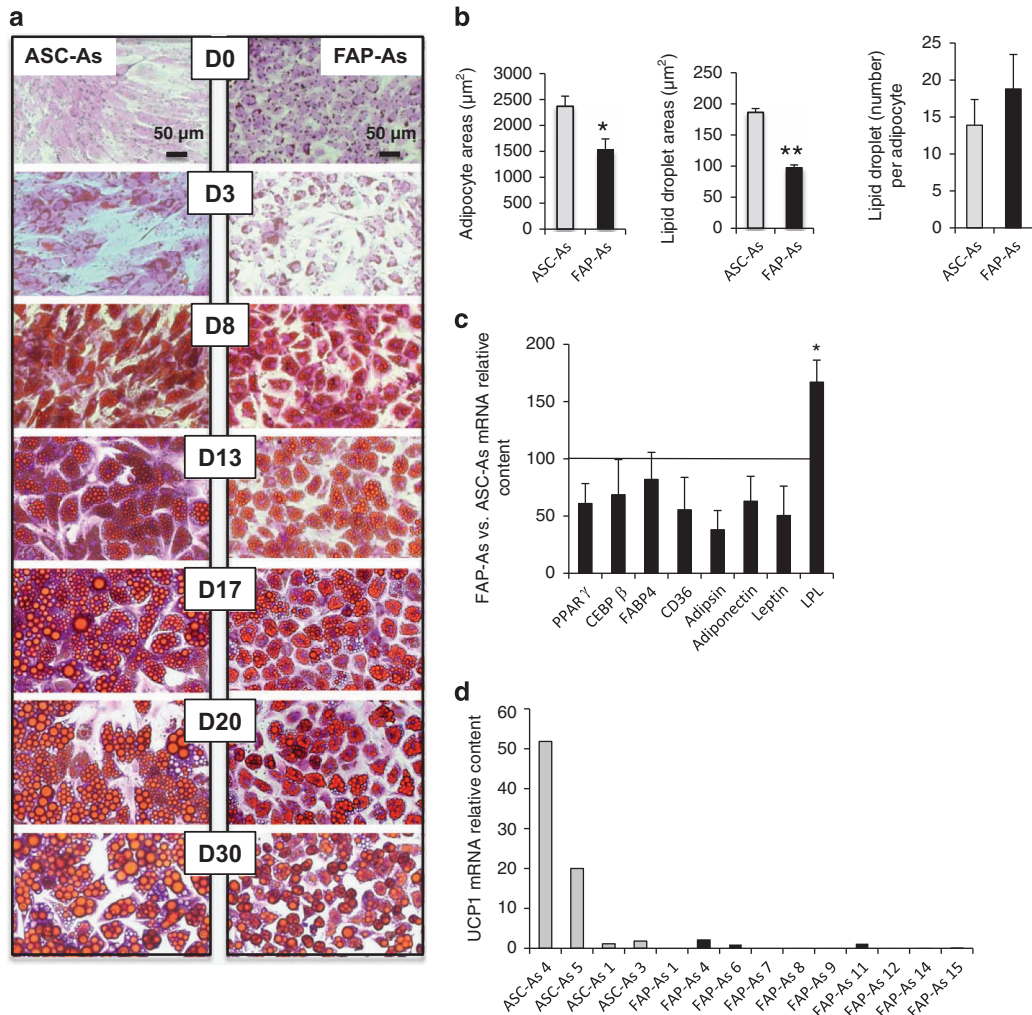 a
ASC-As
D0
FAP-As
50 µm
50 µm
D3
D8
D13
D17
D20
D30
b
Adipocyte areas (µm²)
3000
2500
2000
1500
1000
500
0
*
ASC-As
FAP-As
Lipid droplet areas (µm²)
200
150
100
50
0
**
ASC-As
FAP-As
Lipid droplet (number)
per adipocyte
25
20
15
10
5
0
ASC-As
FAP-As
c
FAP-As vs. ASC-As mRNA relative
content
200
150
100
50
0
*
PPAR γ
CEBP β
FABP4
CD36
Adipsin
Adiponectin
Leptin
LPL
d
UCP1 mRNA relative content
60
50
40
30
20
10
0
ASC-As 4
ASC-As 5
ASC-As 1
ASC-As 3
FAP-As 1
FAP-As 4
FAP-As 6
FAP-As 7
FAP-As 8
FAP-As 9
FAP-As 11
FAP-As 12
FAP-As 14
FAP-As 15